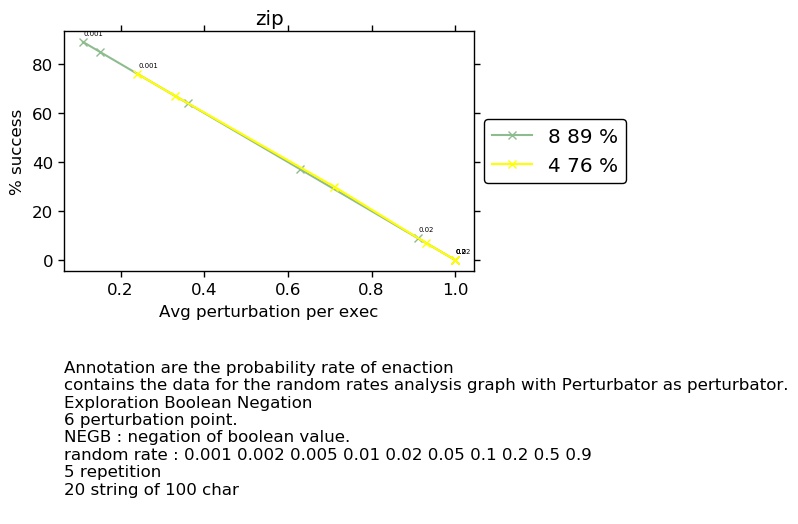 zip
0.001
0.001
0.02
0.02
80
60
40
20
0
% success
0.2
0.4
0.6
0.8
1.0
Avg perturbation per exec
8 89 %
4 76 %
Annotation are the probability rate of enaction
contains the data for the random rates analysis graph with Perturbator as perturbator.
Exploration Boolean Negation
6 perturbation point.
NEGB : negation of boolean value.
random rate : 0.001 0.002 0.005 0.01 0.02 0.05 0.1 0.2 0.5 0.9
5 repetition
20 string of 100 char